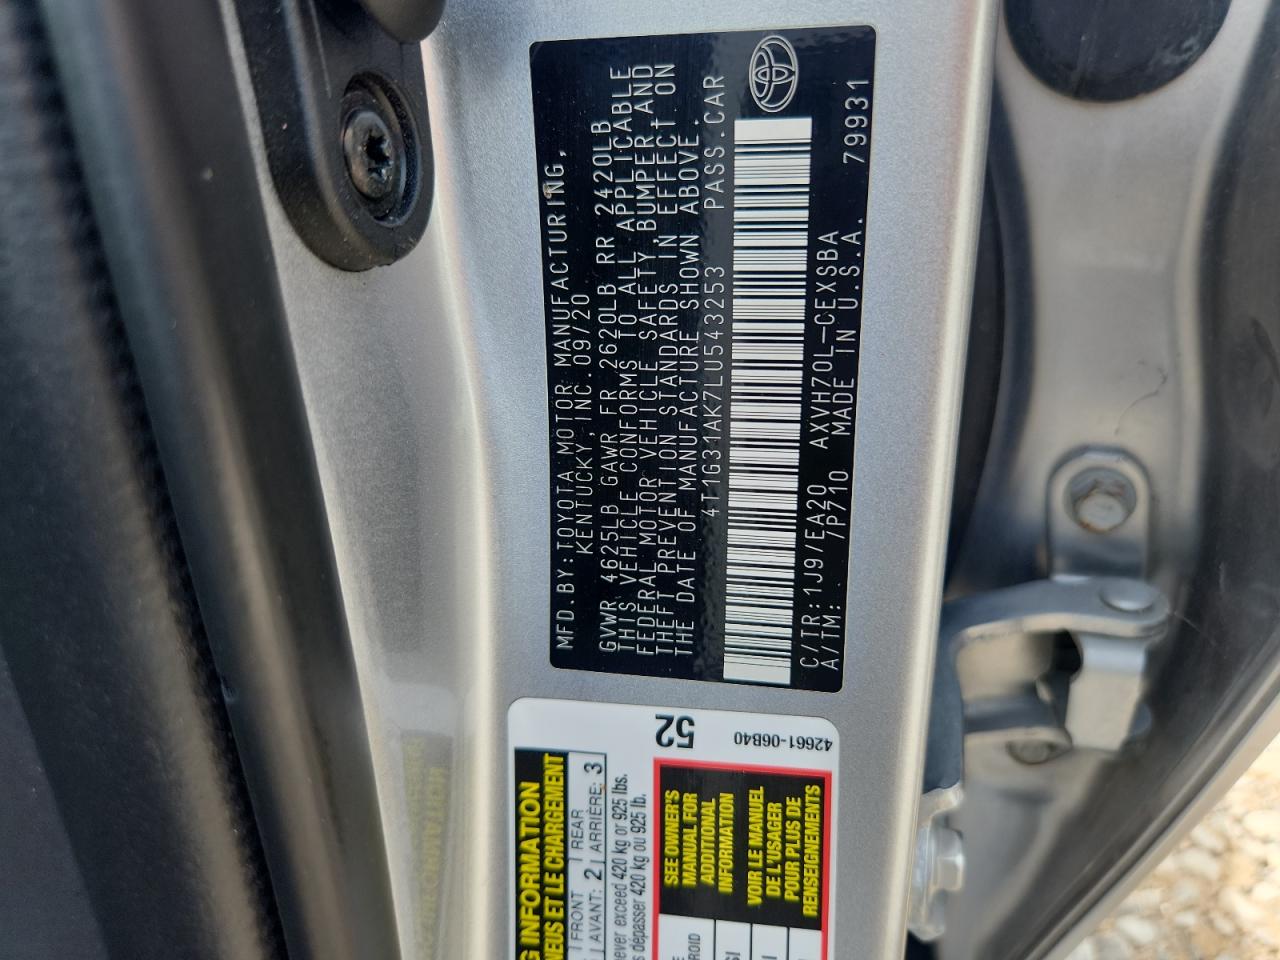 MFD.BY:TOYOTA MOTOR MANUFACTURING,
KENTUCKY, INC. 09/20
GVWR 4625LB GAWR FR 2620LB RR 2420LB
THIS VEHICLE CONFORMS TO ALL APPLICABLE
FEDERAL MOTOR VEHICLE SAFETY, BUMPER AND
THEFT PREVENTION STANDARDS IN EFFECT ON
THE DATE OF MANUFACTURE SHOWN ABOVE.
4T1G31AK7LU543253 PASS.CAR
C/TR:1J9/EA20 AXVH70L-CEXSBA
A/TM: /P710 MADE IN U.S.A. 79931
INFORMATION
NEUS ET LE CHARGEMENT
FRONT 2 REAR 3
AVANT: ARRIÈRE:
never exceed 420 kg or 925 lbs.
dépasser 420 kg ou 925 lb.
52
42661-06B40
SEE OWNER'S
MANUAL FOR
ADDITIONAL
INFORMATION
VOIR LE MANUEL
DE L'USAGER
POUR PLUS DE
RENSEIGNEMENTS